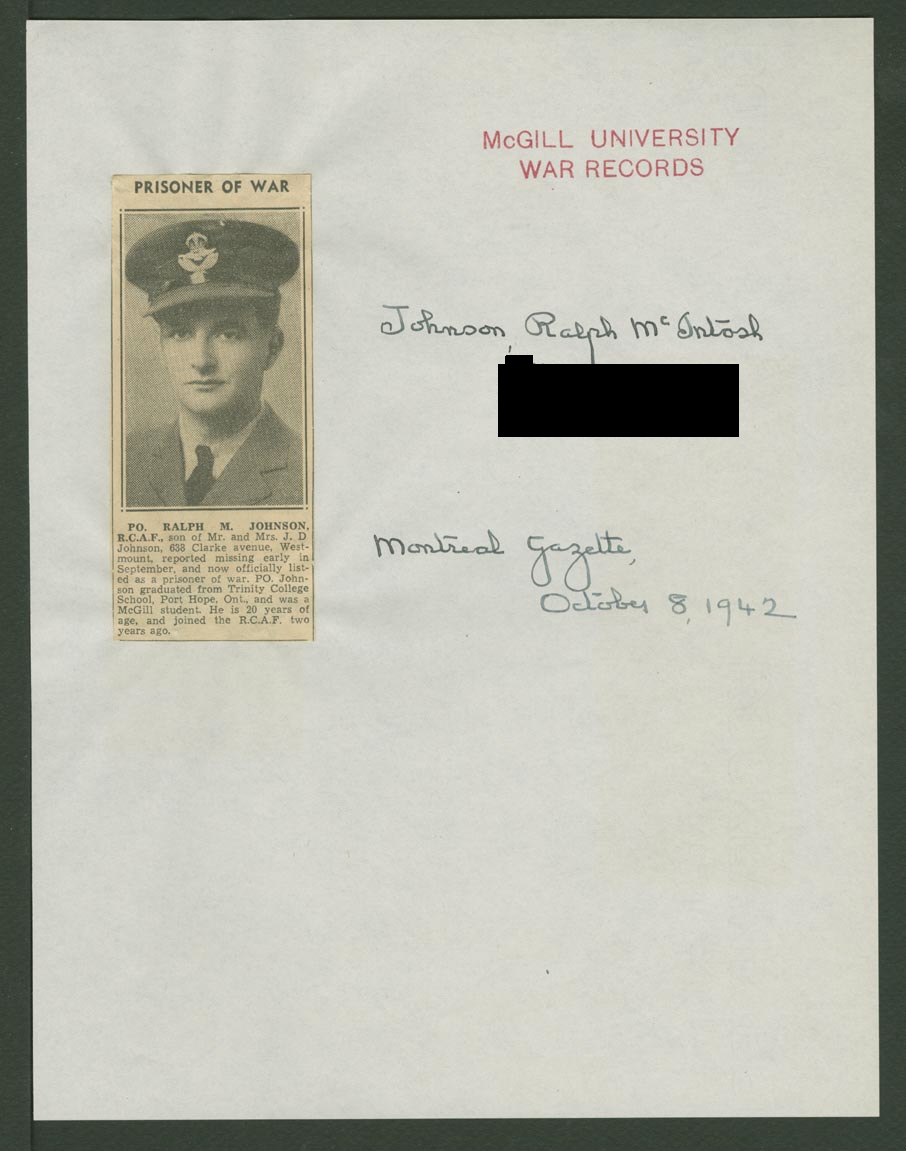 McGILL UNIVERSITY
WAR RECORDS
PRISONER OF WAR
Johnson, Ralph McIntosh
PO. RALPH M. JOHNSON,
R.C.A.F., son of Mr. and Mrs. J. D.
Johnson, 638 Clarke avenue, West-
mount, reported missing early in
September, and now officially list-
ed as a prisoner of war. PO. John-
son graduated from Trinity College
School, Port Hope, Ont., and was a
McGill student. He is 20 years of
age, and joined the R.C.A.F. two
years ago.
Montreal Gazette,
October 8, 1942